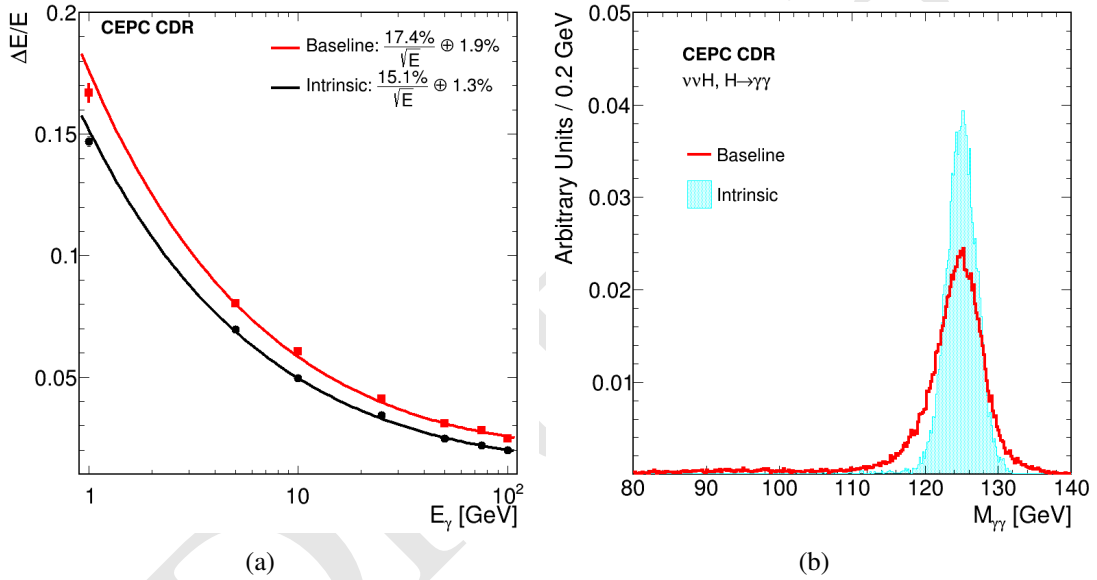 ΔE/E
0.2
0.15
0.1
0.05
CEPC CDR
Baseline: 17.4%/√E ⊕ 1.9%
Intrinsic: 15.1%/√E ⊕ 1.3%
1 10 10²
E_γ [GeV]
(a)
Arbitrary Units / 0.2 GeV
0.05
0.04
0.03
0.02
0.01
CEPC CDR
ννH, H→γγ
Baseline
Intrinsic
80 90 100 110 120 130 140
M_γγ [GeV]
(b)